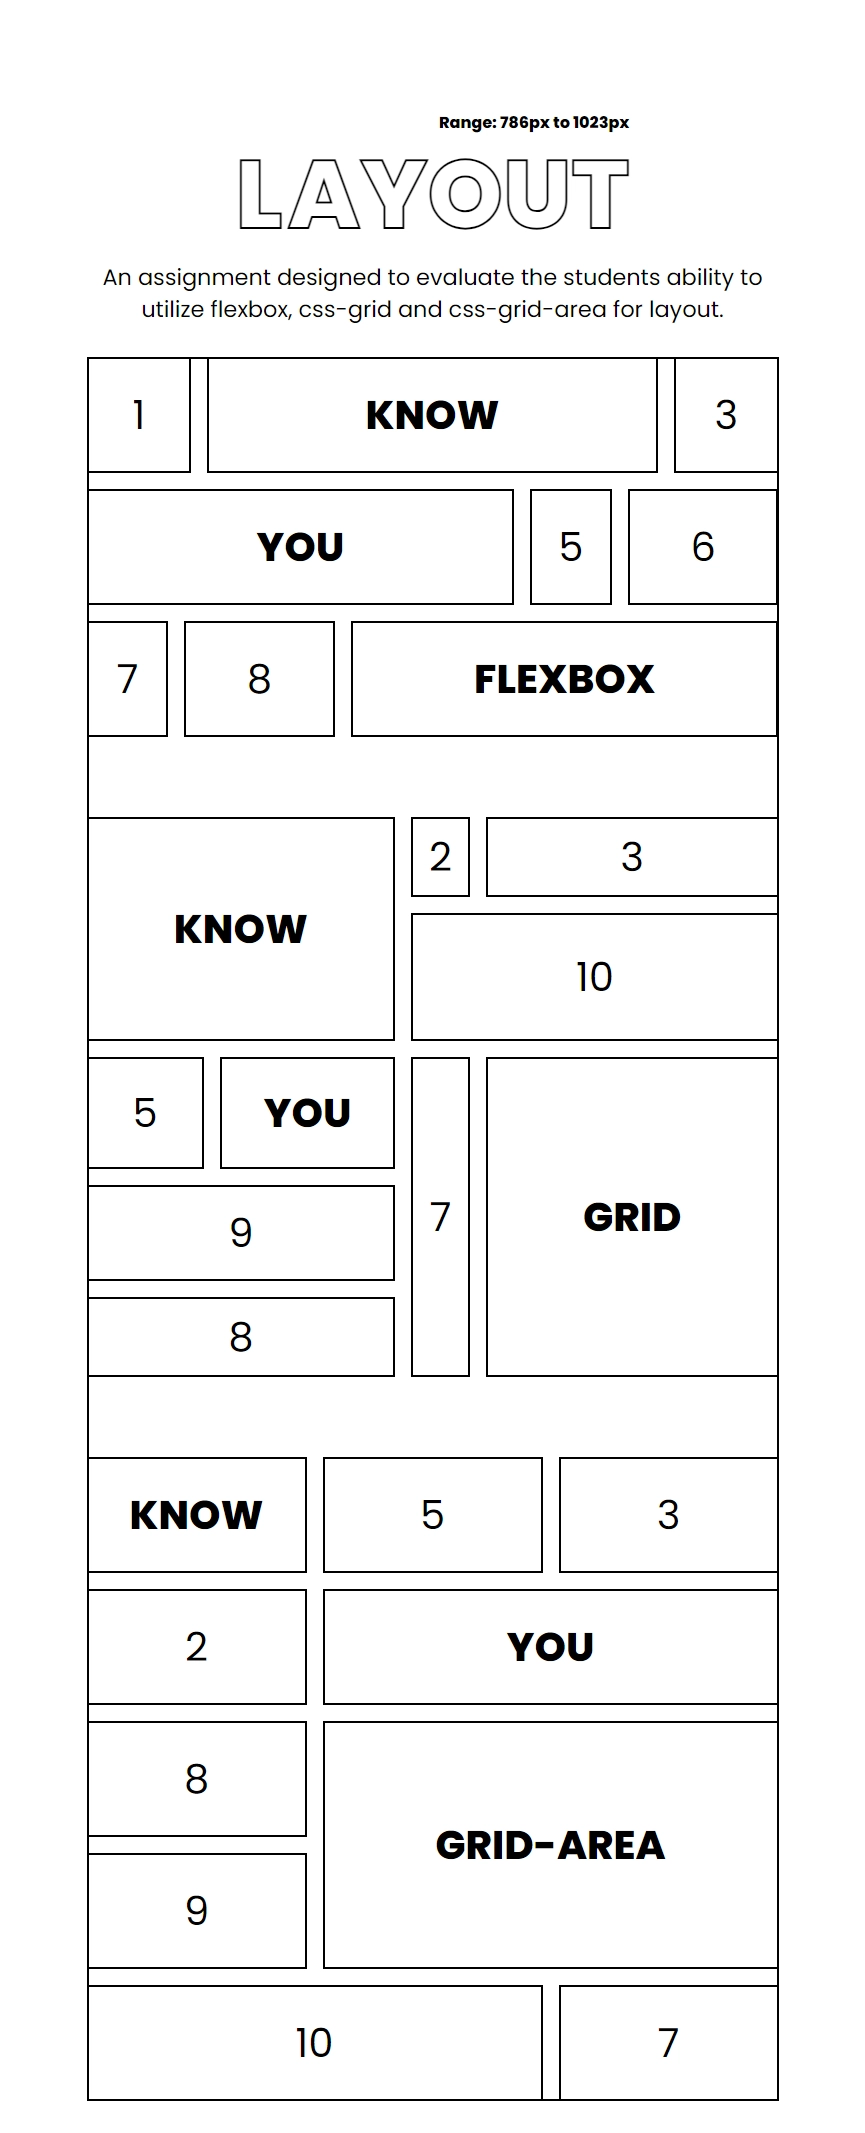 Range: 786px to 1023px
LAYOUT
An assignment designed to evaluate the students ability to
utilize flexbox, css-grid and css-grid-area for layout.
1 KNOW 3
YOU 5 6
7 8 FLEXBOX
KNOW 2 3
10
5 YOU 7 GRID
9
8
KNOW 5 3
2 YOU
8 GRID-AREA
9
10 7